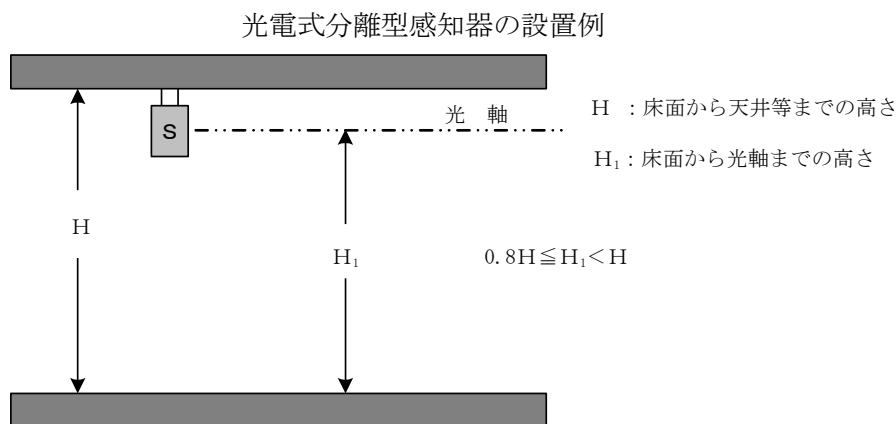 光電式分離型感知器の設置例
光 軸
H ：床面から天井等までの高さ
S
H₁：床面から光軸までの高さ
H
H₁
0.8H≦H₁＜H